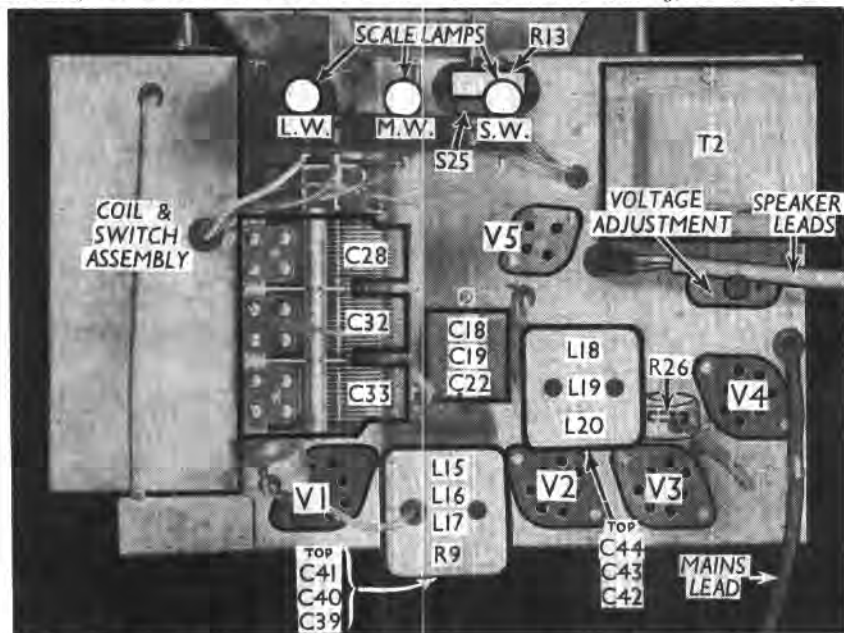 SCALE LAMPS
R13
L.W.
M.W.
S.W.
S25
T2
COIL &
SWITCH
ASSEMBLY
VOLTAGE
ADJUSTMENT
SPEAKER
LEADS
V5
C28
C32
C33
C18
C19
C22
L18
L19
L20
R26
V4
V1
L15
L16
L17
R9
V2
V3
TOP
C41
C40
C39
TOP
C44
C43
C42
MAINS
LEAD